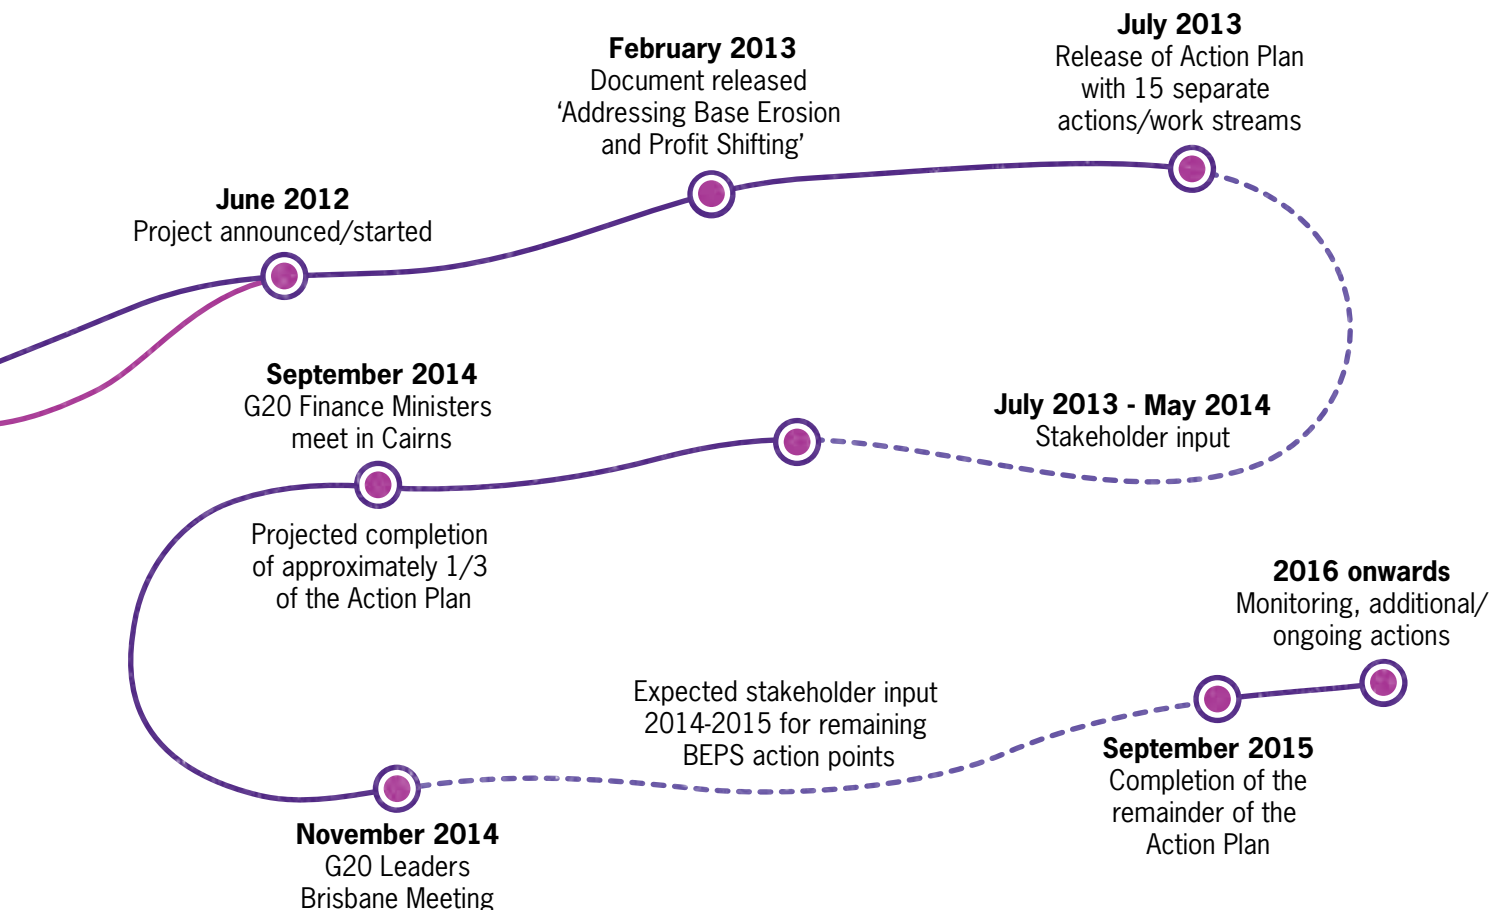 June 2012
Project announced/started
February 2013
Document released
‘Addressing Base Erosion
and Profit Shifting’
July 2013
Release of Action Plan
with 15 separate
actions/work streams
July 2013 - May 2014
Stakeholder input
September 2014
G20 Finance Ministers
meet in Cairns
Projected completion
of approximately 1/3
of the Action Plan
November 2014
G20 Leaders
Brisbane Meeting
Expected stakeholder input
2014-2015 for remaining
BEPS action points
September 2015
Completion of the
remainder of the
Action Plan
2016 onwards
Monitoring, additional/
ongoing actions